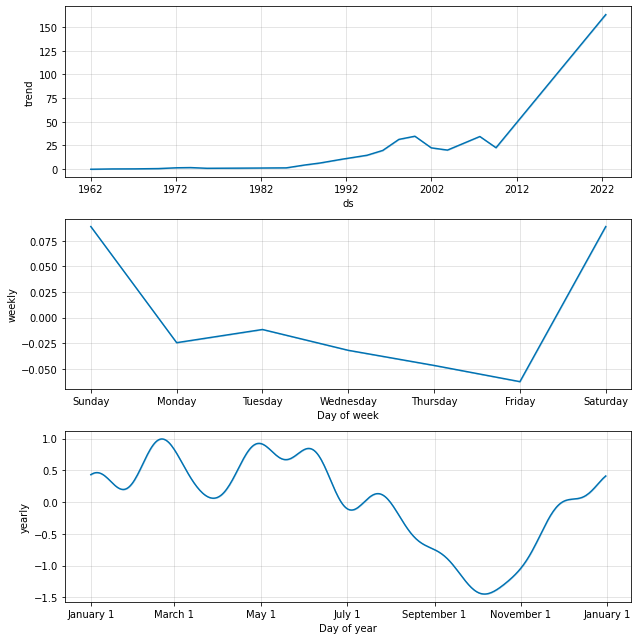 150
125
100
75
50
25
0
trend
1962 1972 1982 1992 2002 2012 2022
ds
0.075
0.050
0.025
0.000
−0.025
−0.050
weekly
Sunday Monday Tuesday Wednesday Thursday Friday Saturday
Day of week
1.0
0.5
0.0
−0.5
−1.0
−1.5
yearly
January 1 March 1 May 1 July 1 September 1 November 1 January 1
Day of year